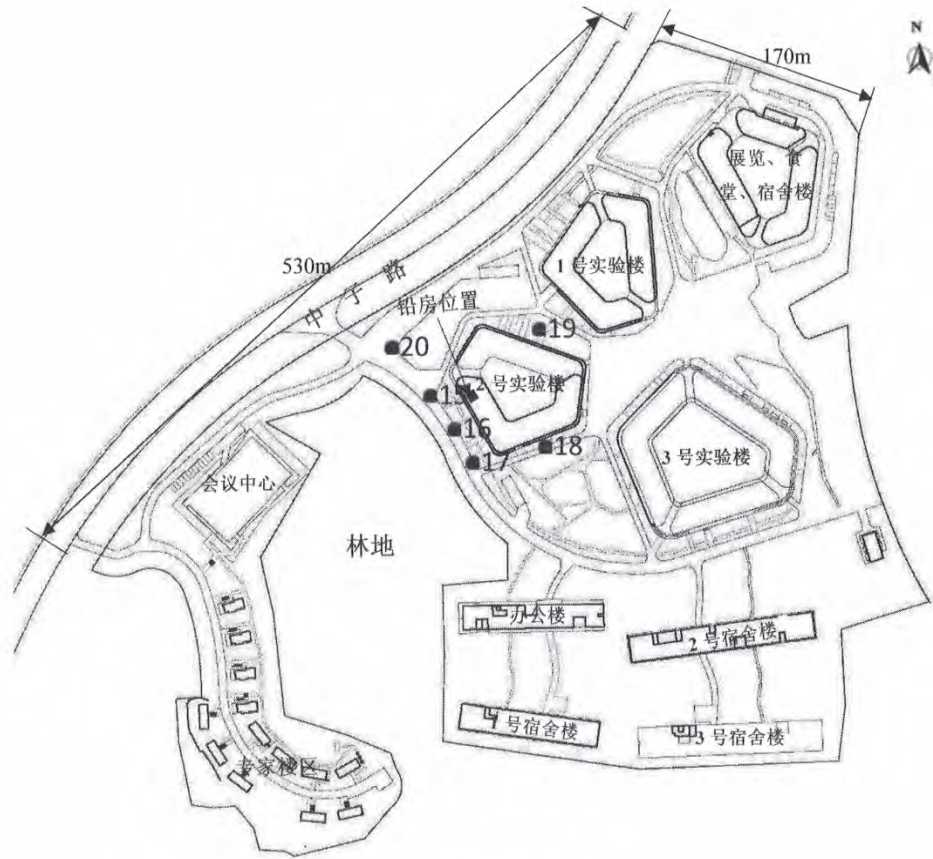 N
170m
展览、食
堂、宿舍楼
530m
中子路
1号实验楼
铅房位置
19
20
2号实验楼
15
16
17
18
3号实验楼
会议中心
林地
办公楼
2号宿舍楼
1号宿舍楼
3号宿舍楼
专家楼区